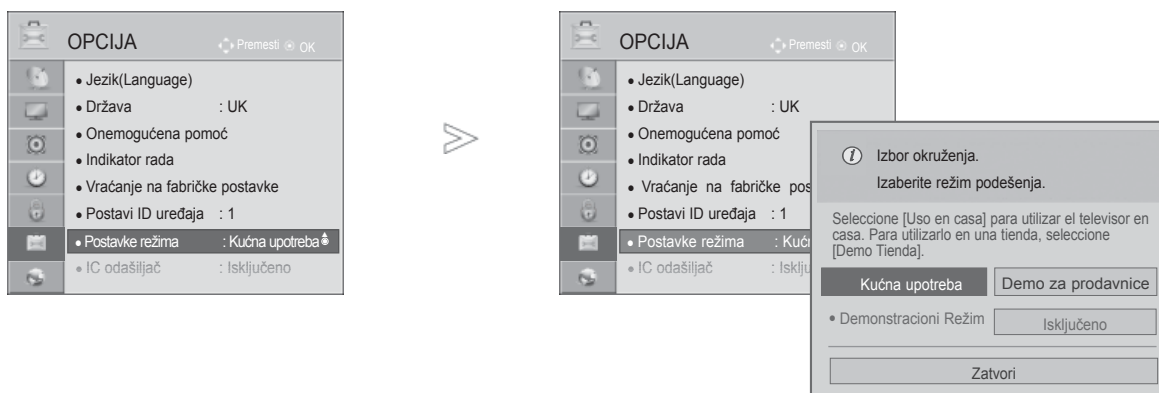 OPCIJA
Premesti OK
• Jezik(Language)
• Država : UK
• Onemogućena pomoć
• Indikator rada
• Vraćanje na fabričke postavke
• Postavi ID uređaja : 1
• Postavke režima : Kućna upotreba
• IC odašiljač : Isključeno
OPCIJA
Premesti OK
• Jezik(Language)
• Država : UK
• Onemogućena pomoć
• Indikator rada
• Vraćanje na fabričke pos
• Postavi ID uređaja : 1
• Postavke režima : Kući
• IC odašiljač : Isklju
Izbor okruženja.
Izaberite režim podešenja.
Seleccione [Uso en casa] para utilizar el televisor en
casa. Para utilizarlo en una tienda, seleccione
[Demo Tienda].
Kućna upotreba
Demo za prodavnice
• Demonstracioni Režim
Isključeno
Zatvori